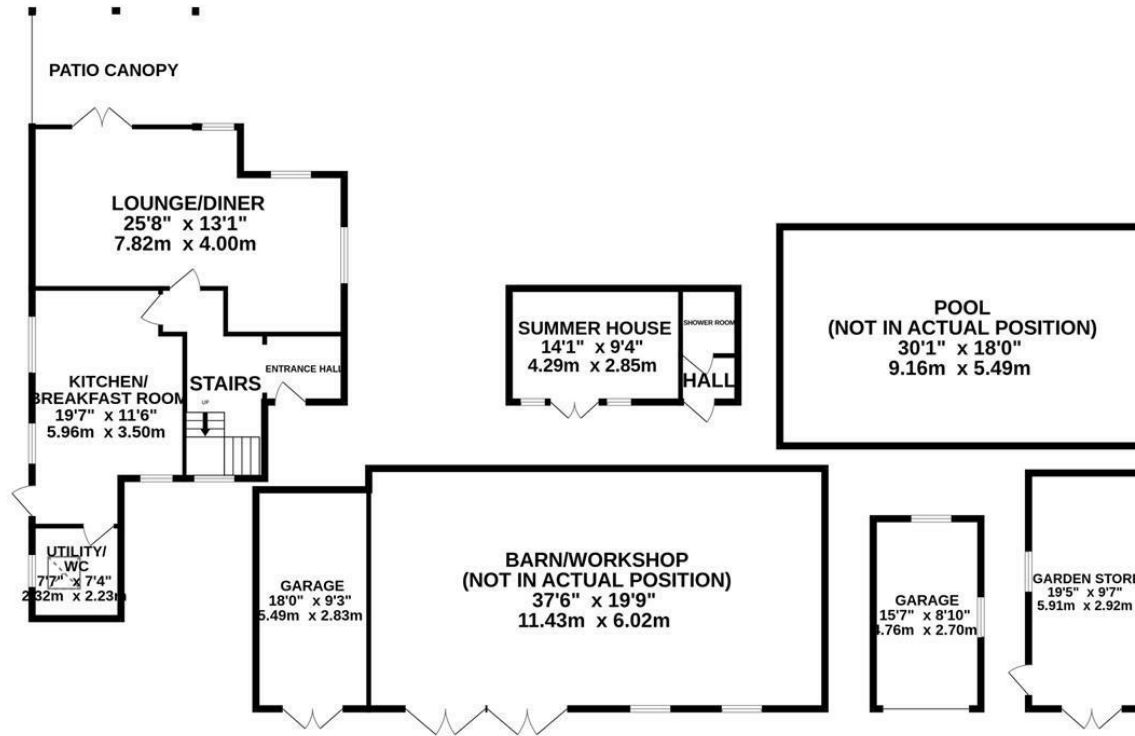 PATIO CANOPY
LOUNGE/DINER
25'8" x 13'1"
7.82m x 4.00m
KITCHEN/
BREAKFAST ROOM
19'7" x 11'6"
5.96m x 3.50m
STAIRS
UP
ENTRANCE HALL
UTILITY/
WC
7'7" x 7'4"
2.32m x 2.23m
SUMMER HOUSE
14'1" x 9'4"
4.29m x 2.85m
SHOWER ROOM
HALL
POOL
(NOT IN ACTUAL POSITION)
30'1" x 18'0"
9.16m x 5.49m
GARAGE
18'0" x 9'3"
5.49m x 2.83m
BARN/WORKSHOP
(NOT IN ACTUAL POSITION)
37'6" x 19'9"
11.43m x 6.02m
GARAGE
15'7" x 8'10"
4.76m x 2.70m
GARDEN STORE
19'5" x 9'7"
5.91m x 2.92m